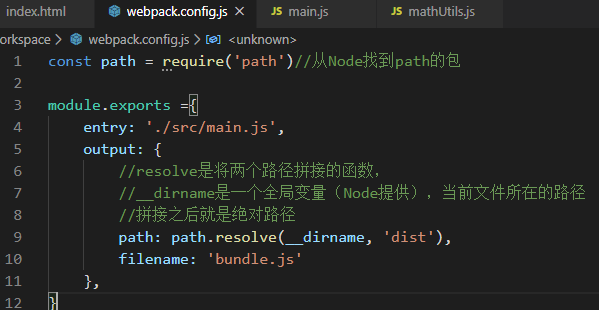 index.html
webpack.config.js ×
JS main.js
JS mathUtils.js
orkspace > webpack.config.js > <unknown>
1 const path = require('path')//从Node找到path的包
2
3 module.exports ={
4 entry: './src/main.js',
5 output: {
6 //resolve是将两个路径拼接的函数,
7 //__dirname是一个全局变量（Node提供）, 当前文件所在的路径
8 //拼接之后就是绝对路径
9 path: path.resolve(__dirname, 'dist'),
10 filename: 'bundle.js'
11 },
12 }